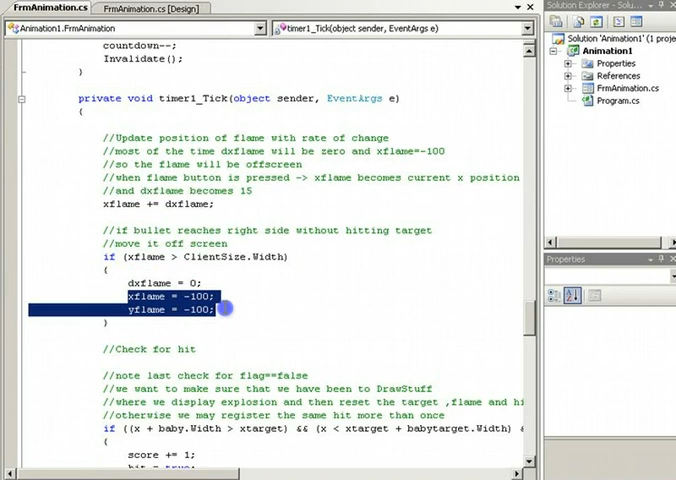 FrmAnimation.cs
FrmAnimation.cs [Design]
Animation1.FrmAnimation
timer1_Tick(object sender, EventArgs e)
countdown--;
Invalidate();
}
private void timer1_Tick(object sender, EventArgs e)
{
//Update position of flame with rate of change
//most of the time dxflame will be zero and xflame=-100
//so the flame will be offscreen
//when flame button is pressed -> xflame becomes current x position
//and dxflame becomes 15
xflame += dxflame;
//if bullet reaches right side without hitting target
//move it off screen
if (xflame > ClientSize.Width)
{
dxflame = 0;
xflame = -100;
yflame = -100;
}
//Check for hit
//note last check for flag==false
//we want to make sure that we have been to DrawStuff
//where we display explosion and then reset the target ,flame and hi
//otherwise we may register the same hit more than once
if ((x + baby.Width > xtarget) && (x < xtarget + babytarget.Width) &
{
score += 1;
hit = true;
Solution Explorer - Solu...
Solution 'Animation1' (1 proje
Animation1
Properties
References
FrmAnimation.cs
Program.cs
Properties